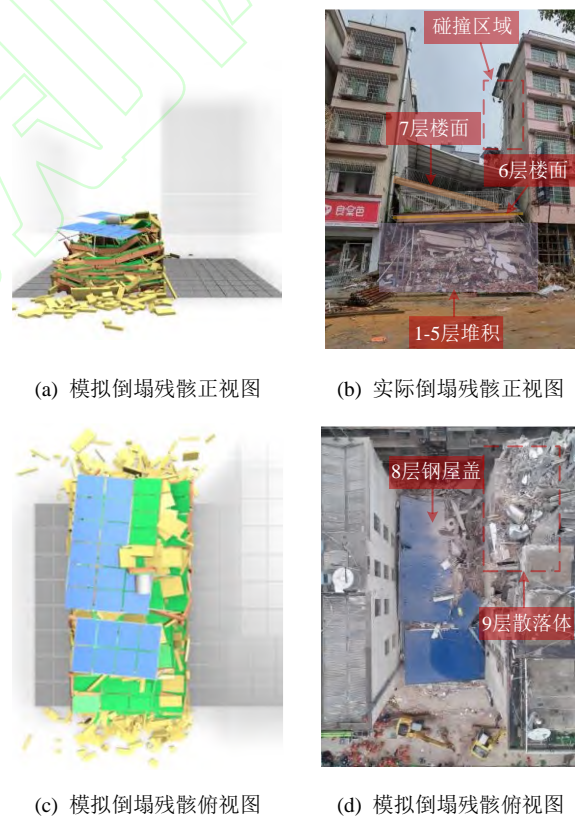 碰撞区域
7层楼面
6层楼面
1-5层堆积
(a) 模拟倒塌残骸正视图
(b) 实际倒塌残骸正视图
8层钢屋盖
9层散落体
(c) 模拟倒塌残骸俯视图
(d) 模拟倒塌残骸俯视图